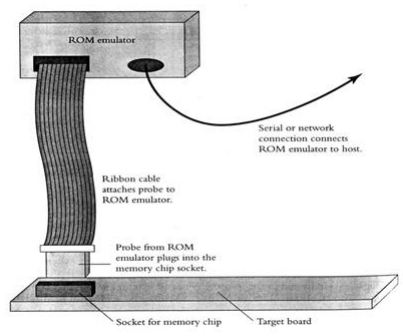 ROM emulator
Serial or network
connection connects
ROM emulator to host.
Ribbon cable
attaches probe to
ROM emulator.
Probe from ROM
emulator plugs into the
memory chip socket.
Socket for memory chip
Target board